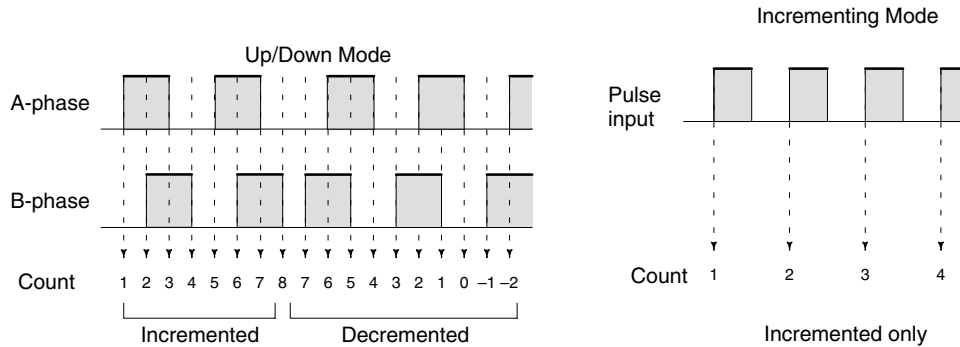 Incrementing Mode
Up/Down Mode
A-phase
Pulse
input
B-phase
Count 1 2 3 4 5 6 7 8 7 6 5 4 3 2 1 0 –1 –2
Count 1 2 3 4
Incremented Decremented
Incremented only